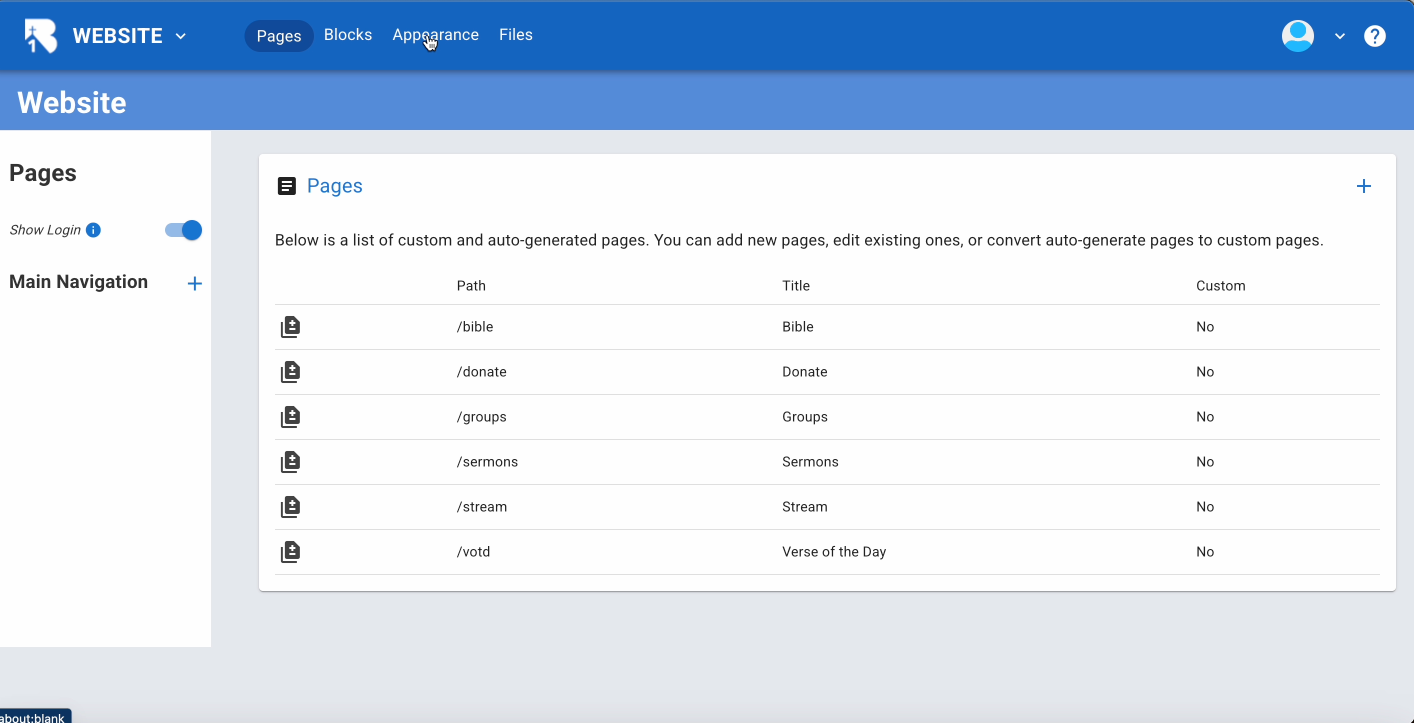 WEBSITE Pages Blocks Appearance Files ?
Website
Pages
Show Login i
Main Navigation +
Pages +
Below is a list of custom and auto-generated pages. You can add new pages, edit existing ones, or convert auto-generate pages to custom pages.
Path Title Custom
/bible Bible No
/donate Donate No
/groups Groups No
/sermons Sermons No
/stream Stream No
/votd Verse of the Day No
about:blank